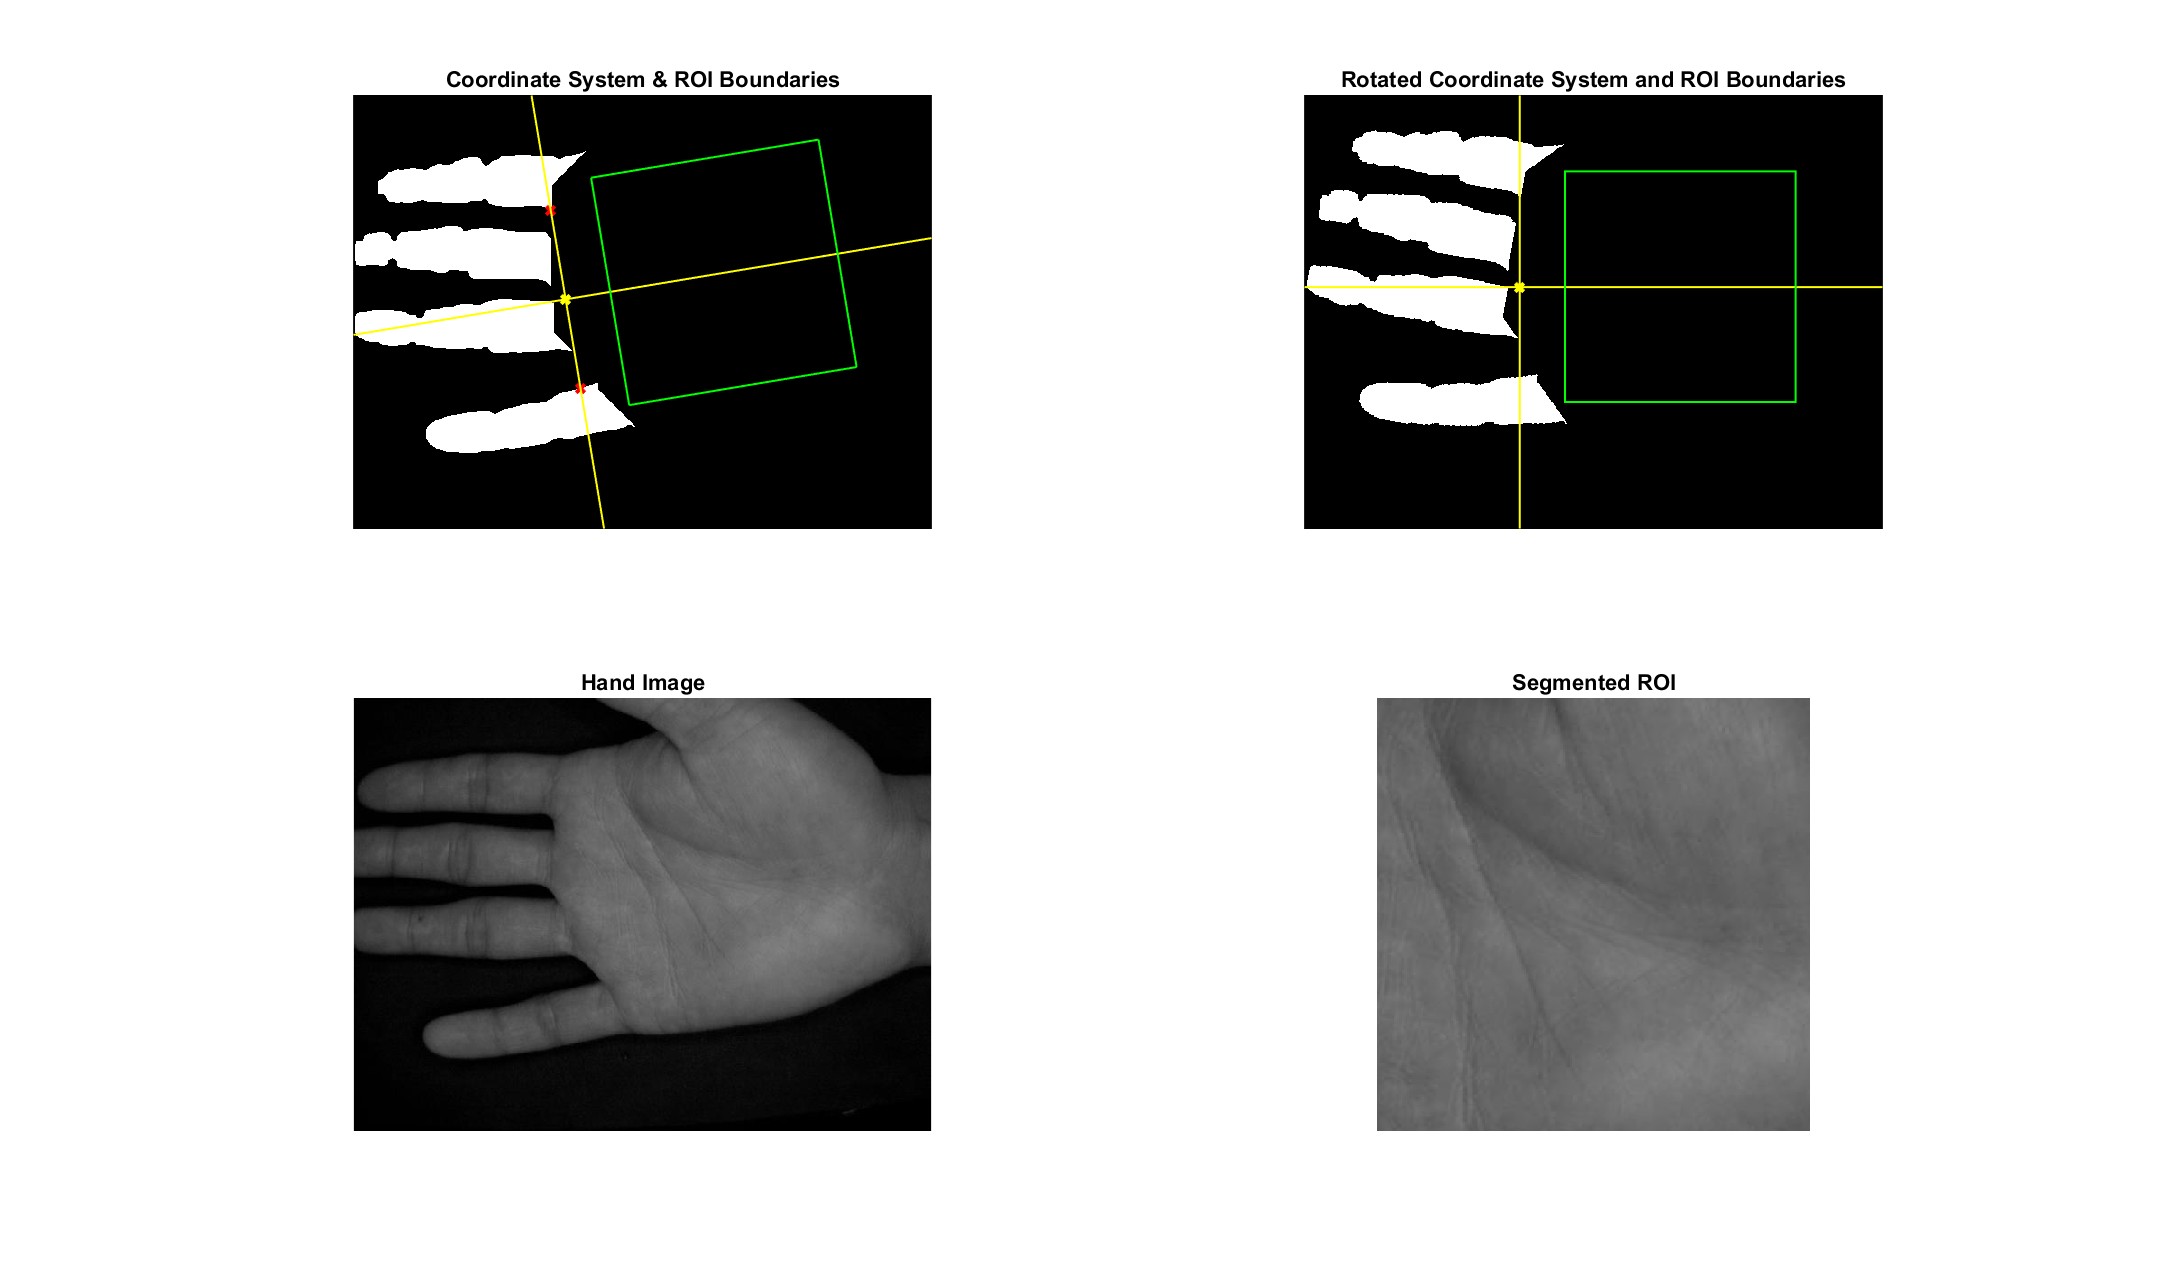 Coordinate System & ROI Boundaries
Rotated Coordinate System and ROI Boundaries
Hand Image
Segmented ROI